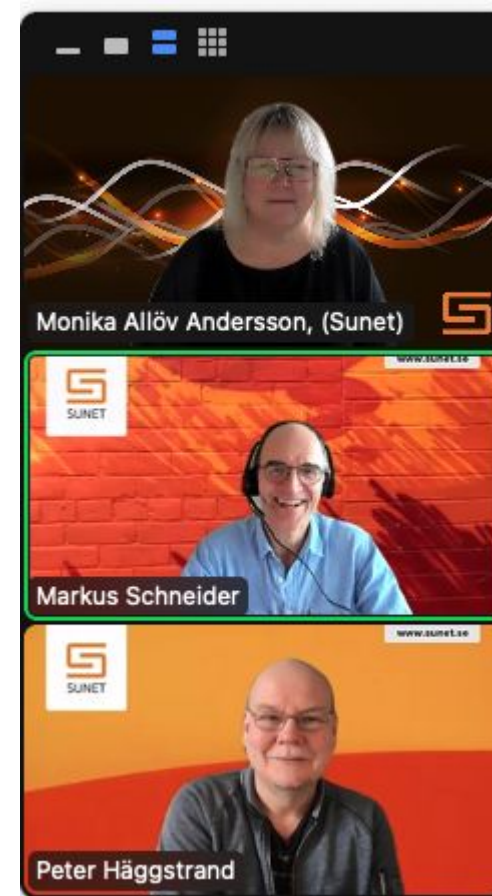 Monika Allöv Andersson, (Sunet)
SUNET
www.sunet.se
Markus Schneider
SUNET
www.sunet.se
Peter Häggstrand